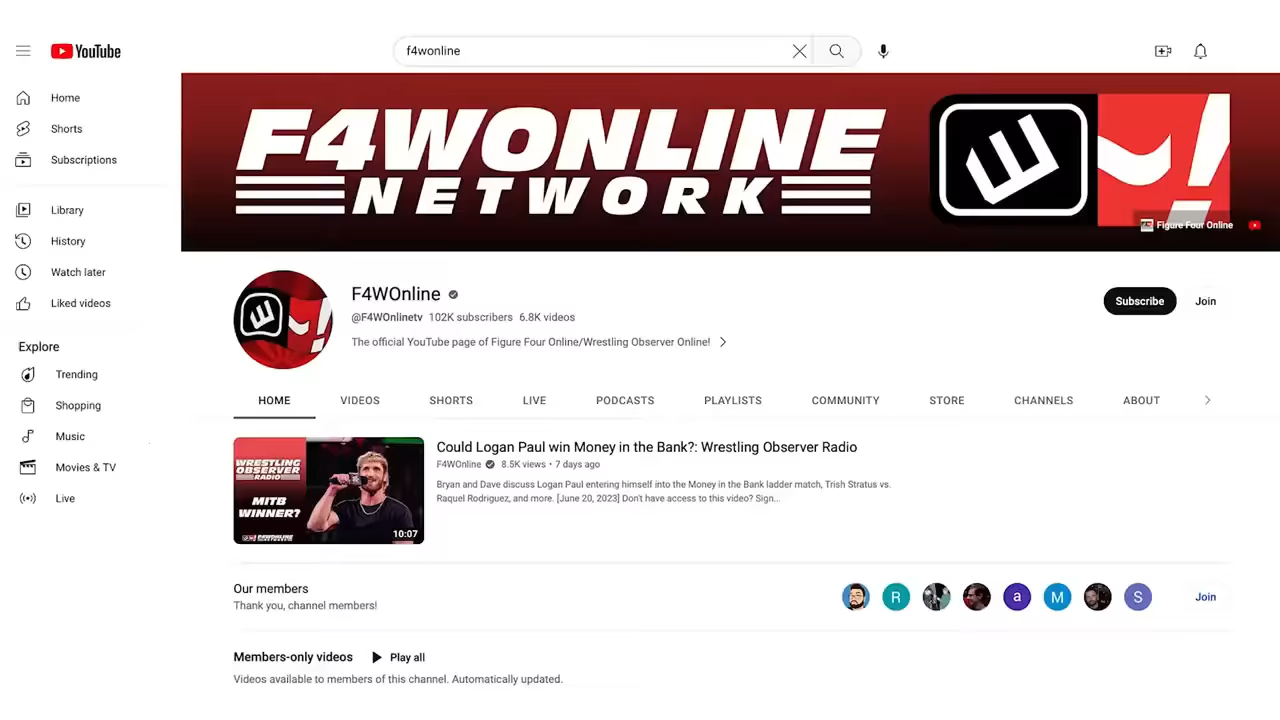 YouTube
f4wonline
Home
Shorts
Subscriptions
Library
History
Watch later
Liked videos
Explore
Trending
Shopping
Music
Movies & TV
Live
F4WONLINE
NETWORK
Figure Four Online
F4WOnline
@F4WOnlinetv 102K subscribers 6.8K videos
The official YouTube page of Figure Four Online/Wrestling Observer Online!
Subscribe
Join
HOME
VIDEOS
SHORTS
LIVE
PODCASTS
PLAYLISTS
COMMUNITY
STORE
CHANNELS
ABOUT
WRESTLING
OBSERVER
RADIO
MITB
WINNER?
F4WONLINE
10:07
Could Logan Paul win Money in the Bank?: Wrestling Observer Radio
F4WOnline 8.5K views • 7 days ago
Bryan and Dave discuss Logan Paul entering himself into the Money in the Bank ladder match, Trish Stratus vs.
Raquel Rodriguez, and more. [June 20, 2023] Don't have access to this video? Sign...
Our members
Thank you, channel members!
R
a
M
S
Join
Members-only videos
Play all
Videos available to members of this channel. Automatically updated.